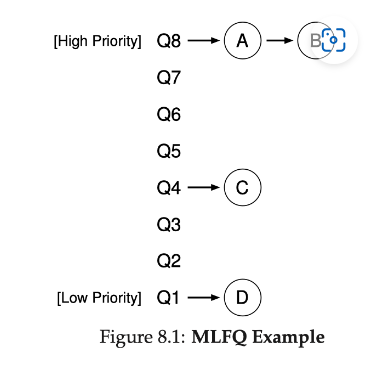 [High Priority] Q8 A B
Q7
Q6
Q5
Q4 C
Q3
Q2
[Low Priority] Q1 D
Figure 8.1: MLFQ Example